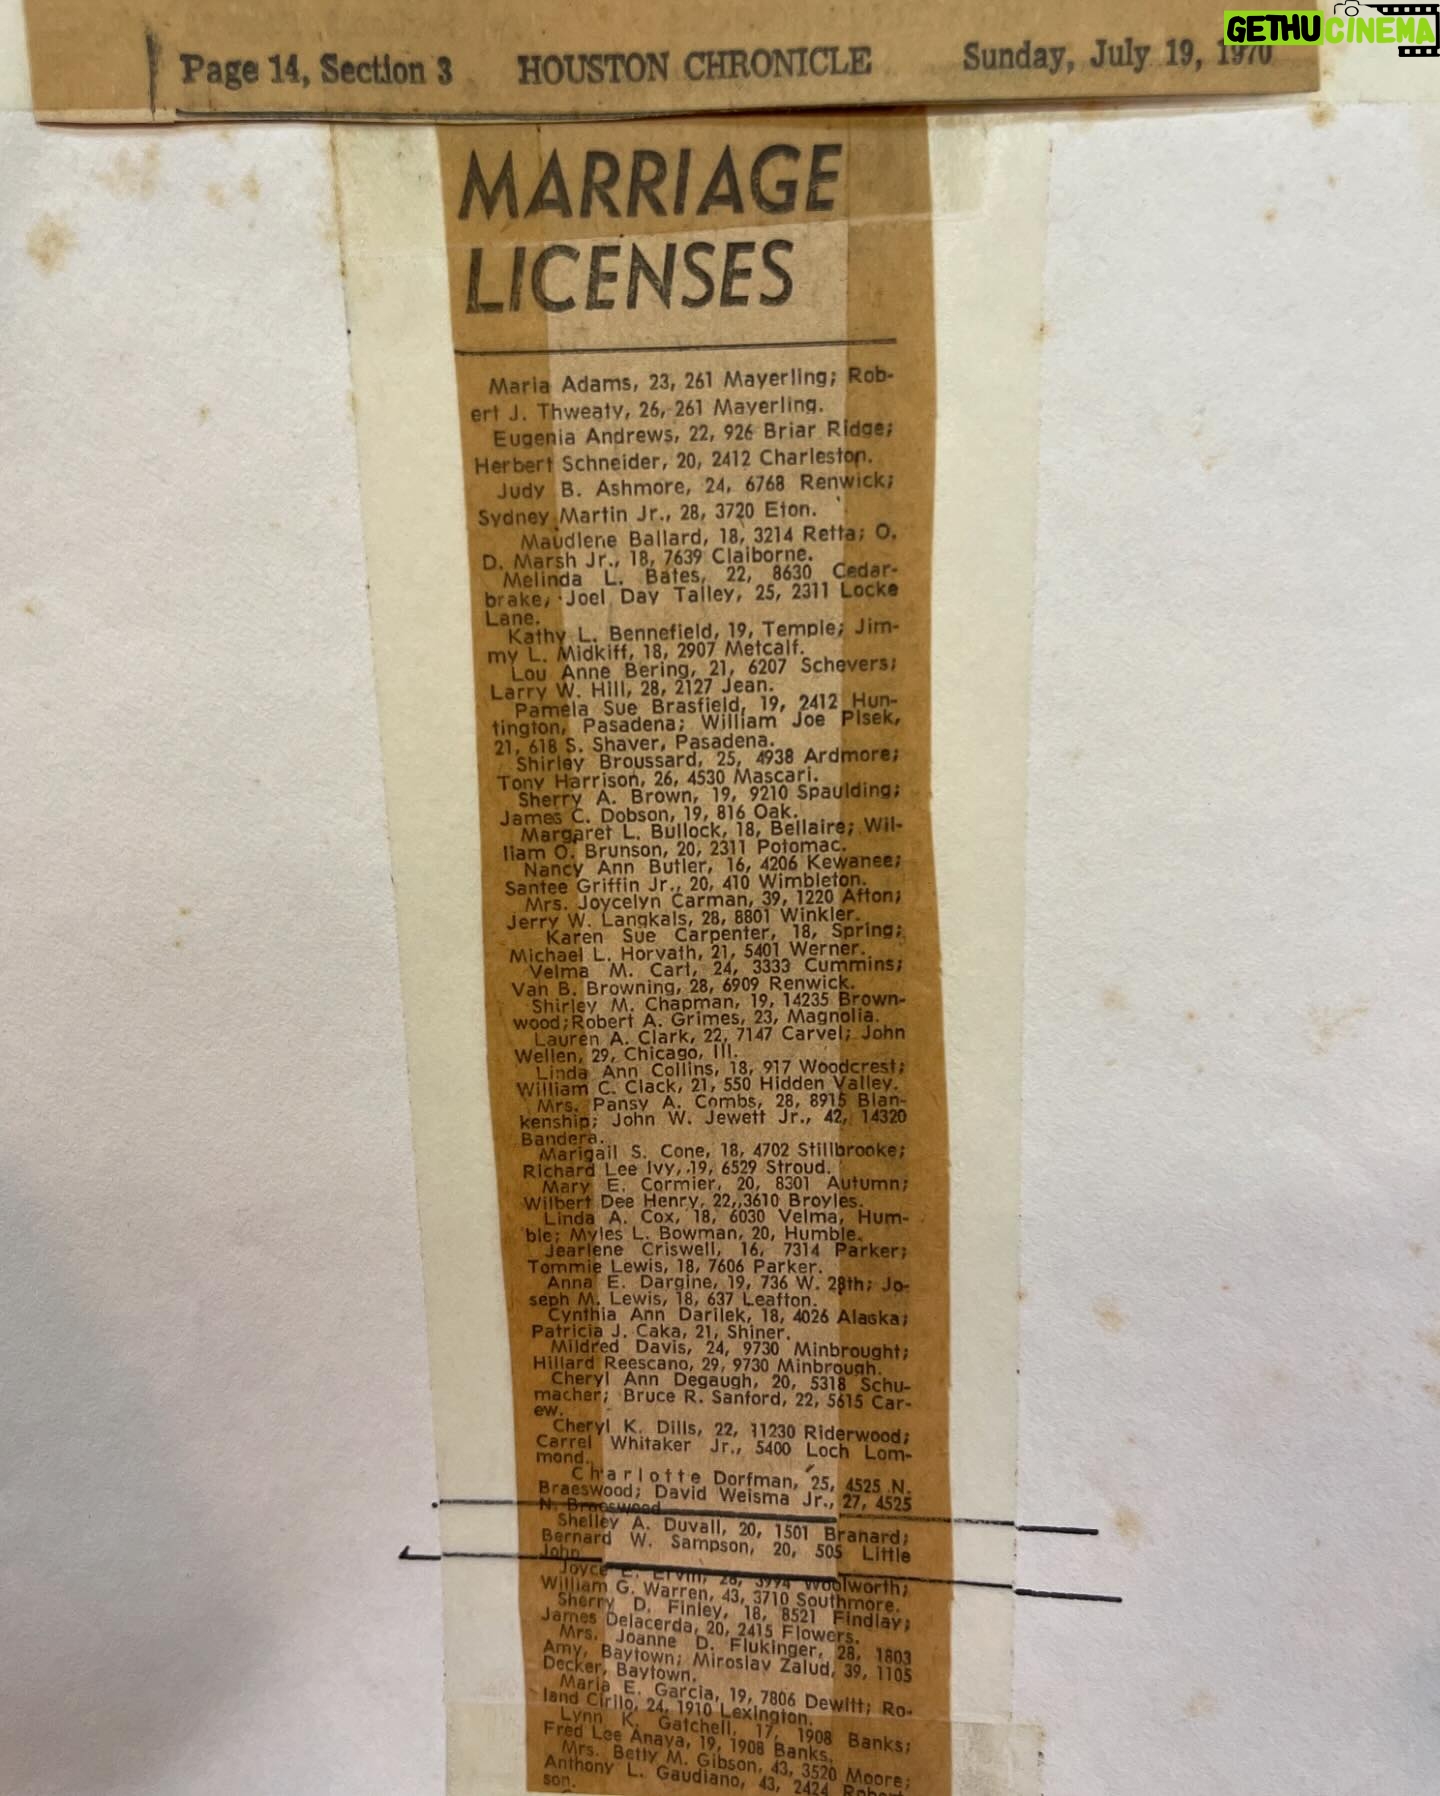 GETHUCINEMA
Page 14, Section 3 HOUSTON CHRONICLE Sunday, July 19, 1970
MARRIAGE
LICENSES
Maria Adams, 23, 261 Mayerling; Rob-
ert J. Thweaty, 26, 261 Mayerling.
Eugenia Andrews, 22, 926 Briar Ridge;
Herbert Schneider, 20, 2412 Charleston.
Judy B. Ashmore, 24, 6768 Renwick;
Sydney Martin Jr., 28, 3720 Eton.
Maudlene Ballard, 18, 3214 Retta; O.
D. Marsh Jr., 18, 7639 Claiborne.
Melinda L. Bates, 22, 8630 Cedar-
brake; Joel Day Talley, 25, 2311 Locke
Lane.
Kathy L. Bennefield, 19, Temple; Jim-
my L. Midkiff, 18, 2907 Metcalf.
Lou Anne Bering, 21, 6207 Schevers;
Larry W. Hill, 28, 2127 Jean.
Pamela Sue Brasfield, 19, 2412 Hun-
tington, Pasadena; William Joe Plsek,
21, 618 S. Shaver, Pasadena.
Shirley Broussard, 25, 4938 Ardmore;
Tony Harrison, 26, 4530 Mascari.
Sherry A. Brown, 19, 9210 Spaulding;
James C. Dobson, 19, 816 Oak.
Margaret L. Bullock, 18, Bellaire; Wil-
liam O. Brunson, 20, 2311 Potomac.
Nancy Ann Butler, 16, 4206 Kewanee;
Santee Griffin Jr., 20, 410 Wimbleton.
Mrs. Joycelyn Carman, 39, 1220 Afton;
Jerry W. Langkals, 28, 8801 Winkler.
Karen Sue Carpenter, 18, Spring;
Michael L. Horvath, 21, 5401 Werner.
Velma M. Cart, 24, 3333 Cummins;
Van B. Browning, 28, 6909 Renwick.
Shirley M. Chapman, 19, 14235 Brown-
wood;Robert A. Grimes, 23, Magnolia.
Lauren A. Clark, 22, 7147 Carvel; John
Wellen, 29, Chicago, Ill.
Linda Ann Collins, 18, 917 Woodcrest;
William C. Clack, 21, 550 Hidden Valley.
Mrs. Pansy A. Combs, 28, 8915 Blan-
kenship; John W. Jewett Jr., 42, 14320
Bandera.
Marigail S. Cone, 18, 4702 Stillbrooke;
Richard Lee Ivy, 19, 6529 Stroud.
Mary E. Cormier, 20, 8301 Autumn;
Wilbert Dee Henry, 22, 3610 Broyles.
Linda A. Cox, 18, 6030 Velma, Hum-
ble; Myles L. Bowman, 20, Humble.
Jearlene Criswell, 16, 7314 Parker;
Tommie Lewis, 18, 7606 Parker.
Anna E. Dargine, 19, 736 W. 28th; Jo-
seph M. Lewis, 18, 637 Leafton.
Cynthia Ann Darilek, 18, 4026 Alaska;
Patricia J. Caka, 21, Shiner.
Mildred Davis, 24, 9730 Minbrought;
Hillard Reescano, 29, 9730 Minbrough.
Cheryl Ann Degaugh, 20, 5318 Schu-
macher; Bruce R. Sanford, 22, 5615 Car-
ew.
Cheryl K. Dills, 22, 11230 Riderwood;
Carrel Whitaker Jr., 5400 Loch Lom-
mond.
Charlotte Dorfman, 25, 4525 N.
Braeswood; David Weisma Jr., 27, 4525
N. Braeswood
Shelley A. Duvall, 20, 1501 Branard;
Bernard W. Sampson, 20, 505 Little
John
Joyce E. Ervin, 28, 3994 Woolworth;
William G. Warren, 43, 3710 Southmore.
Sherry D. Finley, 18, 8521 Findlay;
James Delacerda, 20, 2415 Flowers.
Mrs. Joanne D. Flukinger, 28, 1803
Amy, Baytown; Miroslav Zalud, 39, 1105
Decker, Baytown.
Maria E. Garcia, 19, 7806 Dewitt; Ro-
land Cirilo, 24, 1910 Lexington.
Lynn K. Gatchell, 17, 1908 Banks;
Fred Lee Anaya, 19, 1908 Banks.
Mrs. Betty M. Gibson, 43, 3520 Moore;
Anthony L. Gaudiano, 43, 2424 Robert-
son.